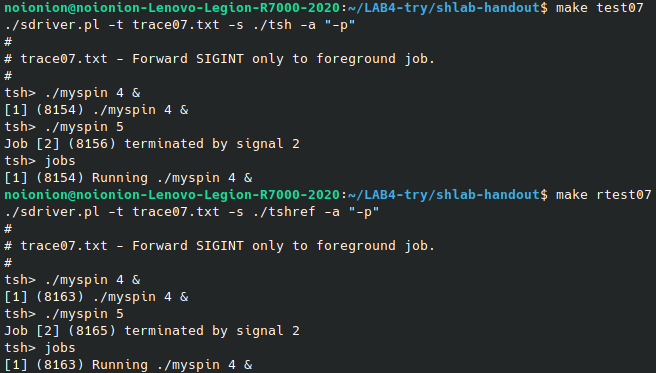 noionion@noionion-Lenovo-Legion-R7000-2020:~/LAB4-try/shlab-handout$ make test07
./sdriver.pl -t trace07.txt -s ./tsh -a "-p"
#
# trace07.txt - Forward SIGINT only to foreground job.
#
tsh> ./myspin 4 &
[1] (8154) ./myspin 4 &
tsh> ./myspin 5
Job [2] (8156) terminated by signal 2
tsh> jobs
[1] (8154) Running ./myspin 4 &
noionion@noionion-Lenovo-Legion-R7000-2020:~/LAB4-try/shlab-handout$ make rtest07
./sdriver.pl -t trace07.txt -s ./tshref -a "-p"
#
# trace07.txt - Forward SIGINT only to foreground job.
#
tsh> ./myspin 4 &
[1] (8163) ./myspin 4 &
tsh> ./myspin 5
Job [2] (8165) terminated by signal 2
tsh> jobs
[1] (8163) Running ./myspin 4 &